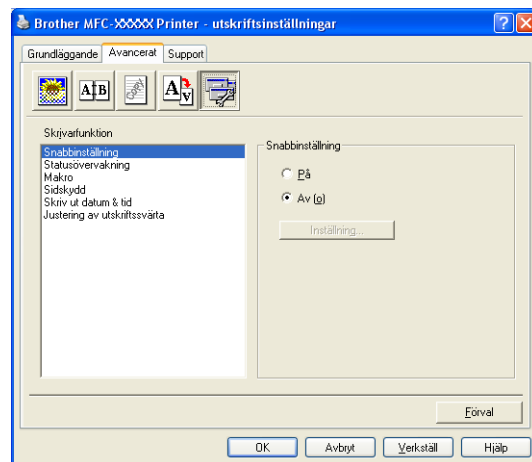 Brother MFC-XXXXX Printer - utskriftsinställningar
Grundläggande Avancerat Support
A B
A A
Skrivarfunktion
Snabbinställning
Statusövervakning
Makro
Sidskydd
Skriv ut datum & tid
Justering av utskriftssvärta
Snabbinställning
På
Av (o)
Inställning...
Förval
OK Avbryt Verkställ Hjälp